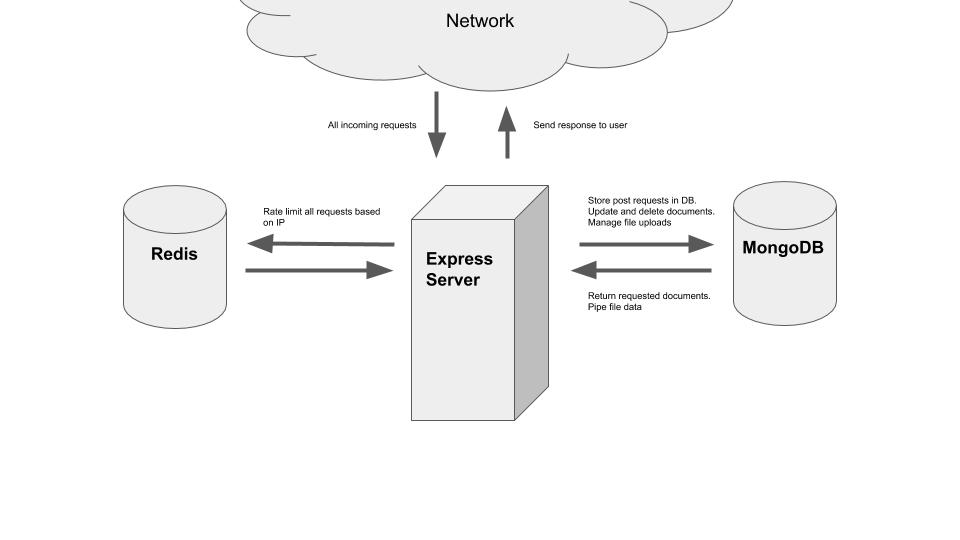 Network
All incoming requests
Send response to user
Rate limit all requests based
on IP
Store post requests in DB.
Update and delete documents.
Manage file uploads
Redis
Express
Server
MongoDB
Return requested documents.
Pipe file data